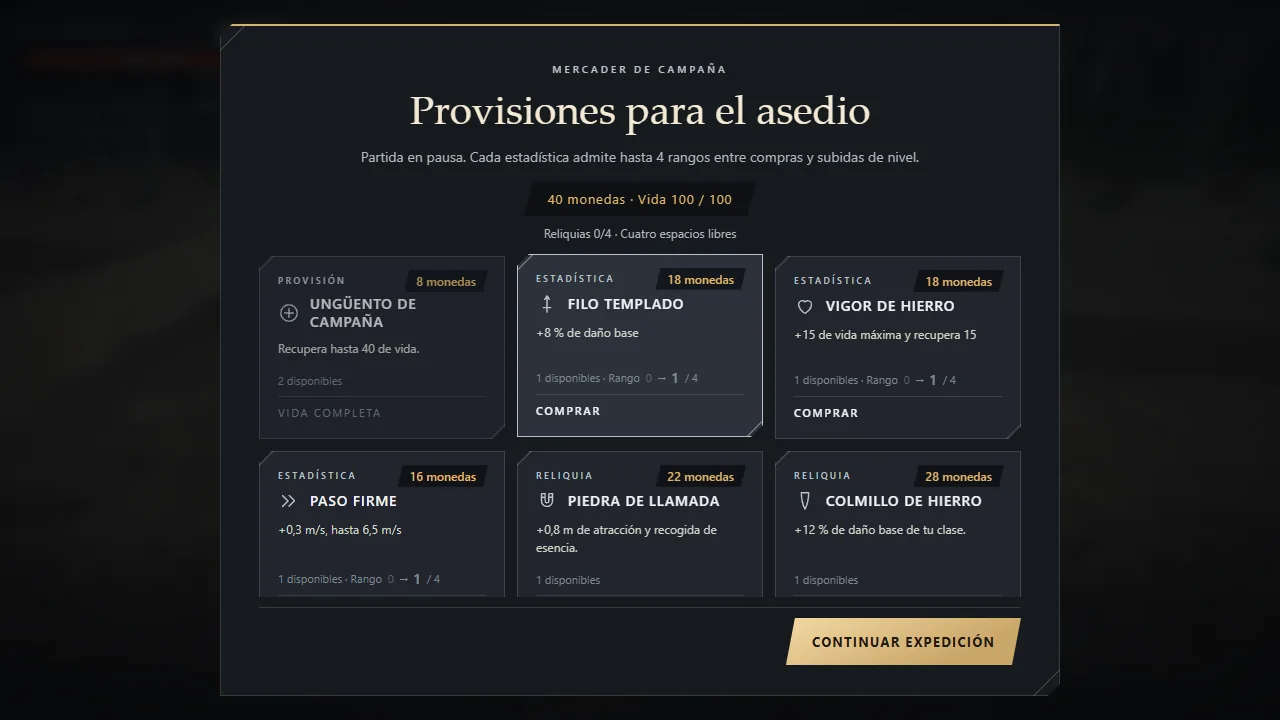 MERCADER DE CAMPAÑA
Provisiones para el asedio
Partida en pausa. Cada estadística admite hasta 4 rangos entre compras y subidas de nivel.
40 monedas · Vida 100 / 100
Reliquias 0/4 · Cuatro espacios libres
PROVISIÓN
8 monedas
UNGÜENTO DE
CAMPAÑA
Recupera hasta 40 de vida.
2 disponibles
VIDA COMPLETA
ESTADÍSTICA
18 monedas
FILO TEMPLADO
+8 % de daño base
1 disponibles · Rango 0 → 1 / 4
COMPRAR
ESTADÍSTICA
18 monedas
VIGOR DE HIERRO
+15 de vida máxima y recupera 15
1 disponibles · Rango 0 → 1 / 4
COMPRAR
ESTADÍSTICA
16 monedas
PASO FIRME
+0,3 m/s, hasta 6,5 m/s
1 disponibles · Rango 0 → 1 / 4
RELIQUIA
22 monedas
PIEDRA DE LLAMADA
+0,8 m de atracción y recogida de
esencia.
1 disponibles
RELIQUIA
28 monedas
COLMILLO DE HIERRO
+12 % de daño base de tu clase.
1 disponibles
CONTINUAR EXPEDICIÓN